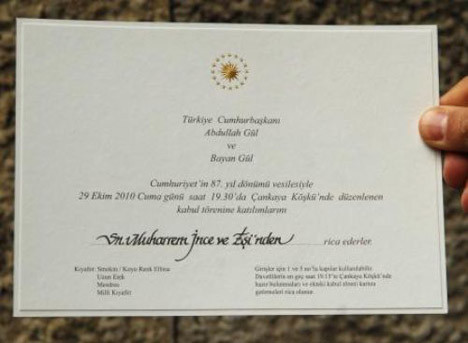 Türkiye Cumhurbaşkanı
Abdullah Gül
ve
Bayan Gül
Cumhuriyet'in 87. yıl dönümü vesilesiyle
29 Ekim 2010 Cuma günü saat 19.30'da Çankaya Köşkü'nde düzenlenen
kabul törenine katılımlarını
Sn. Muharrem İnce ve Eşi'nden rica ederler.
Kıyafet: Smokin / Koyu Renk Elbise
Uzun Etek
Mendres
Milli Kıyafet
Girişler için 1 ve 5 no'lu kapılar kullanılabilir.
Davetlilerin en geç saat 19.15'te Çankaya Köşkü'nde
hazır bulunmaları ve ekteki kabul töreni kartını
getirmeleri rica olunur.